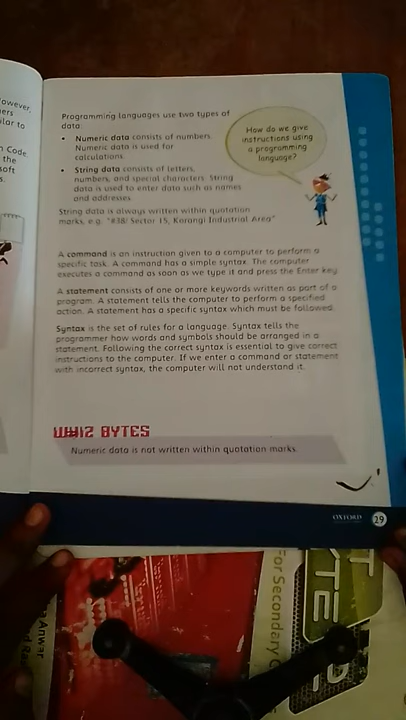 owever,
ers
ilar to
n Code
the
soft
s.
Programming languages use two types of
data
• Numeric data consists of numbers.
Numeric data is used for
calculations.
• String data consists of letters,
numbers, and special characters. String
data is used to enter data such as names
and addresses.
String data is always written within quotation
marks, e.g. "#38/ Sector 15, Korangi Industrial Area"
How do we give
instructions using
a programming
language?
A command is an instruction given to a computer to perform a
specific task. A command has a simple syntax. The computer
executes a command as soon as we type it and press the Enter key
A statement consists of one or more keywords written as part of a
program. A statement tells the computer to perform a specified
action. A statement has a specific syntax which must be followed.
Syntax is the set of rules for a language. Syntax tells the
programmer how words and symbols should be arranged in a
statement. Following the correct syntax is essential to give correct
instructions to the computer. If we enter a command or statement
with incorrect syntax, the computer will not understand it.
WHIZ BYTES
Numeric data is not written within quotation marks.
OXFORD
29
For Secondary
Anwar